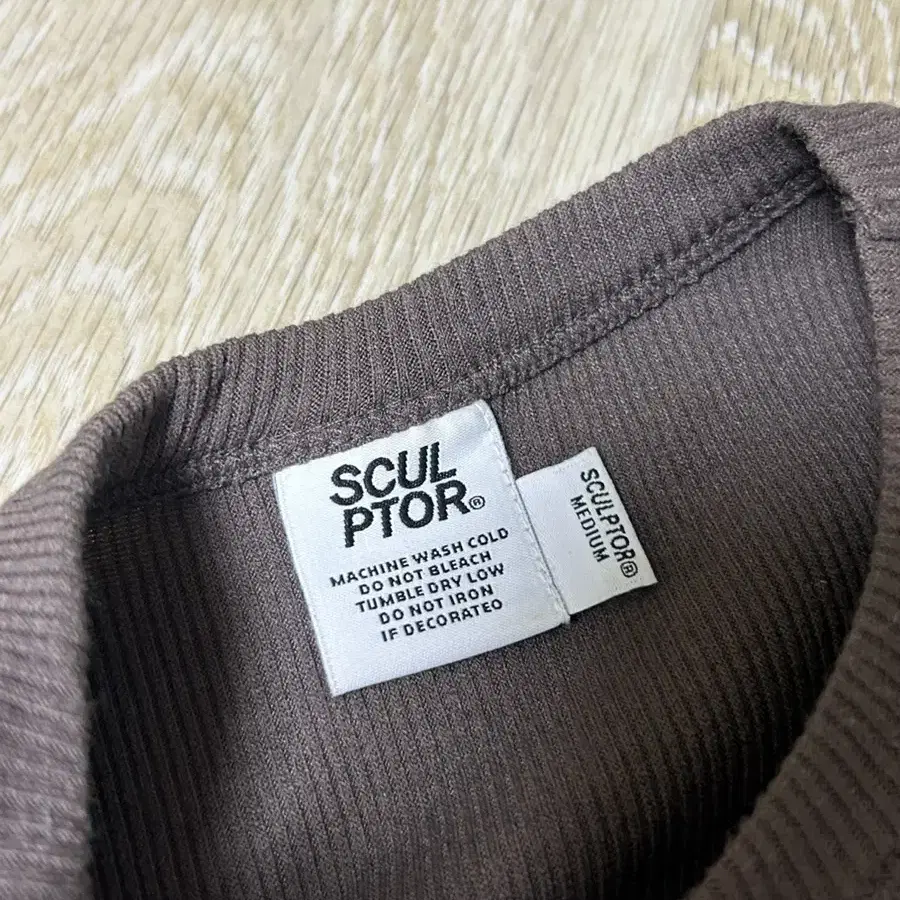 SCUL
PTOR®
MACHINE WASH COLD
DO NOT BLEACH
TUMBLE DRY LOW
DO NOT IRON
IF DECORATED
SCULPTOR®
MEDIUM